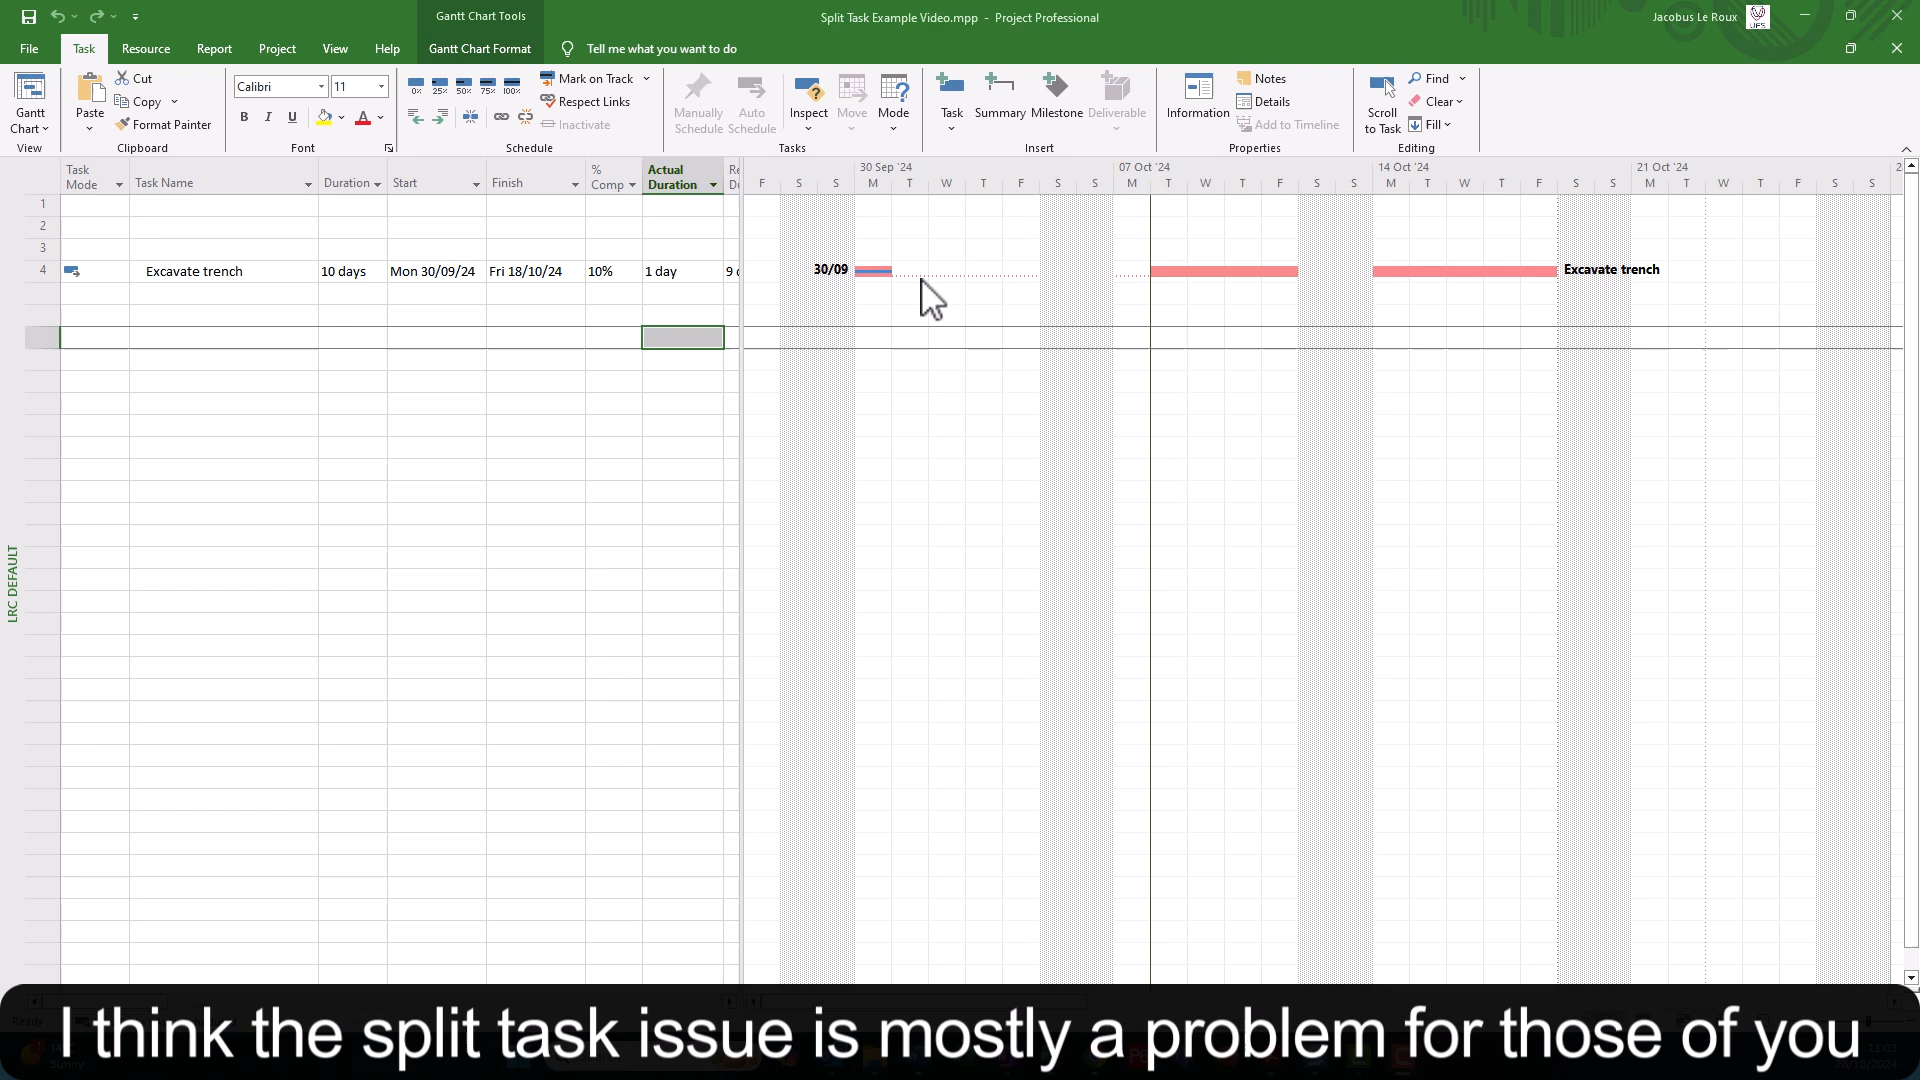 Gantt Chart Tools
Split Task Example Video.mpp - Project Professional
Jacobus Le Roux
UFS
File
Task
Resource
Report
Project
View
Help
Gantt Chart Format
Tell me what you want to do
Gantt
Chart
View
Paste
Cut
Copy
Format Painter
Clipboard
Calibri
11
B I U
A
Font
0% 25% 50% 75% 100%
Mark on Track
Respect Links
Inactivate
Schedule
Manually
Schedule
Auto
Schedule
Inspect
Move
Mode
Tasks
Task
Summary
Milestone
Deliverable
Insert
Information
Notes
Details
Add to Timeline
Properties
Scroll
to Task
Find
Clear
Fill
Editing
Task
Mode
Task Name
Duration
Start
Finish
%
Comp
Actual
Duration
30 Sep '24
07 Oct '24
14 Oct '24
21 Oct '24
F S S M T W T F S S M T W T F S S M T W T F S S M T W T F S S
1
2
3
4 Excavate trench 10 days Mon 30/09/24 Fri 18/10/24 10% 1 day
30/09
Excavate trench
LRC DEFAULT
I think the split task issue is mostly a problem for those of you